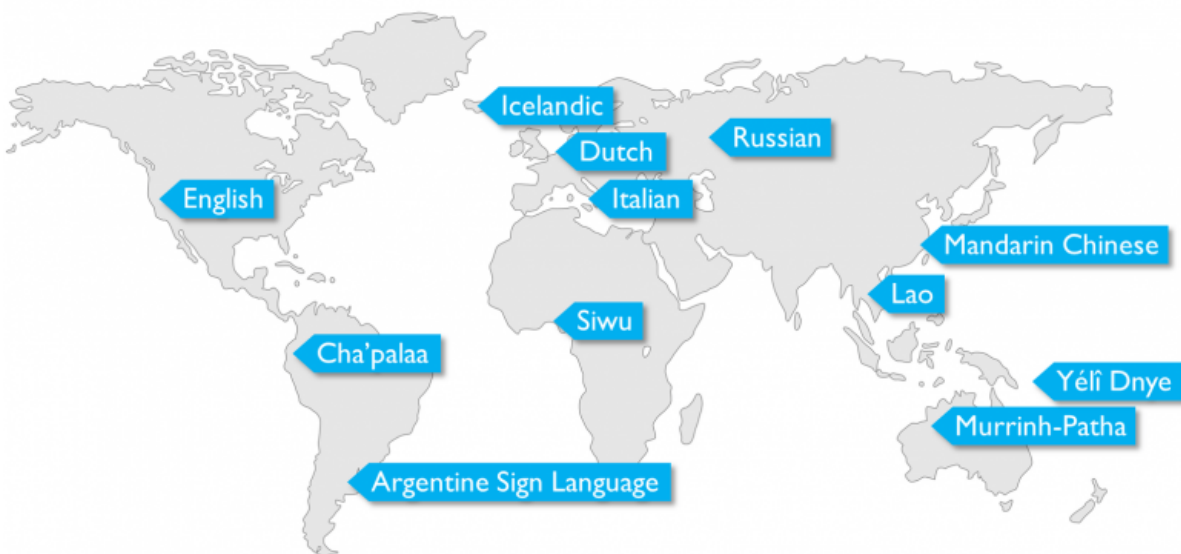 Icelandic
Russian
Dutch
English
Italian
Mandarin Chinese
Lao
Siwu
Cha'palaa
Yélî Dnye
Murrinh-Patha
Argentine Sign Language